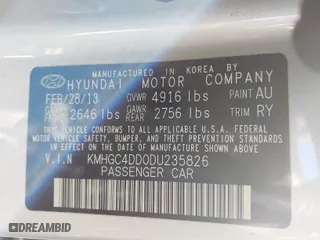 MANUFACTURED IN KOREA BY
HYUNDAI MOTOR COMPANY
FEB/28/13 GVWR 4916 lbs PAINT AU
GAWR FRONT 2646 lbs GAWR REAR 2756 lbs TRIM RY
THIS VEHICLE CONFORMS TO ALL APPLICABLE
FEDERAL MOTOR VEHICLE SAFETY, BUMPER,
AND THEFT PREVENTION STANDARDS IN EFFECT
ON THE DATE OF MANUFACTURE SHOWN ABOVE.
V.I.N KMHGC4DD0DU235826
PASSENGER CAR